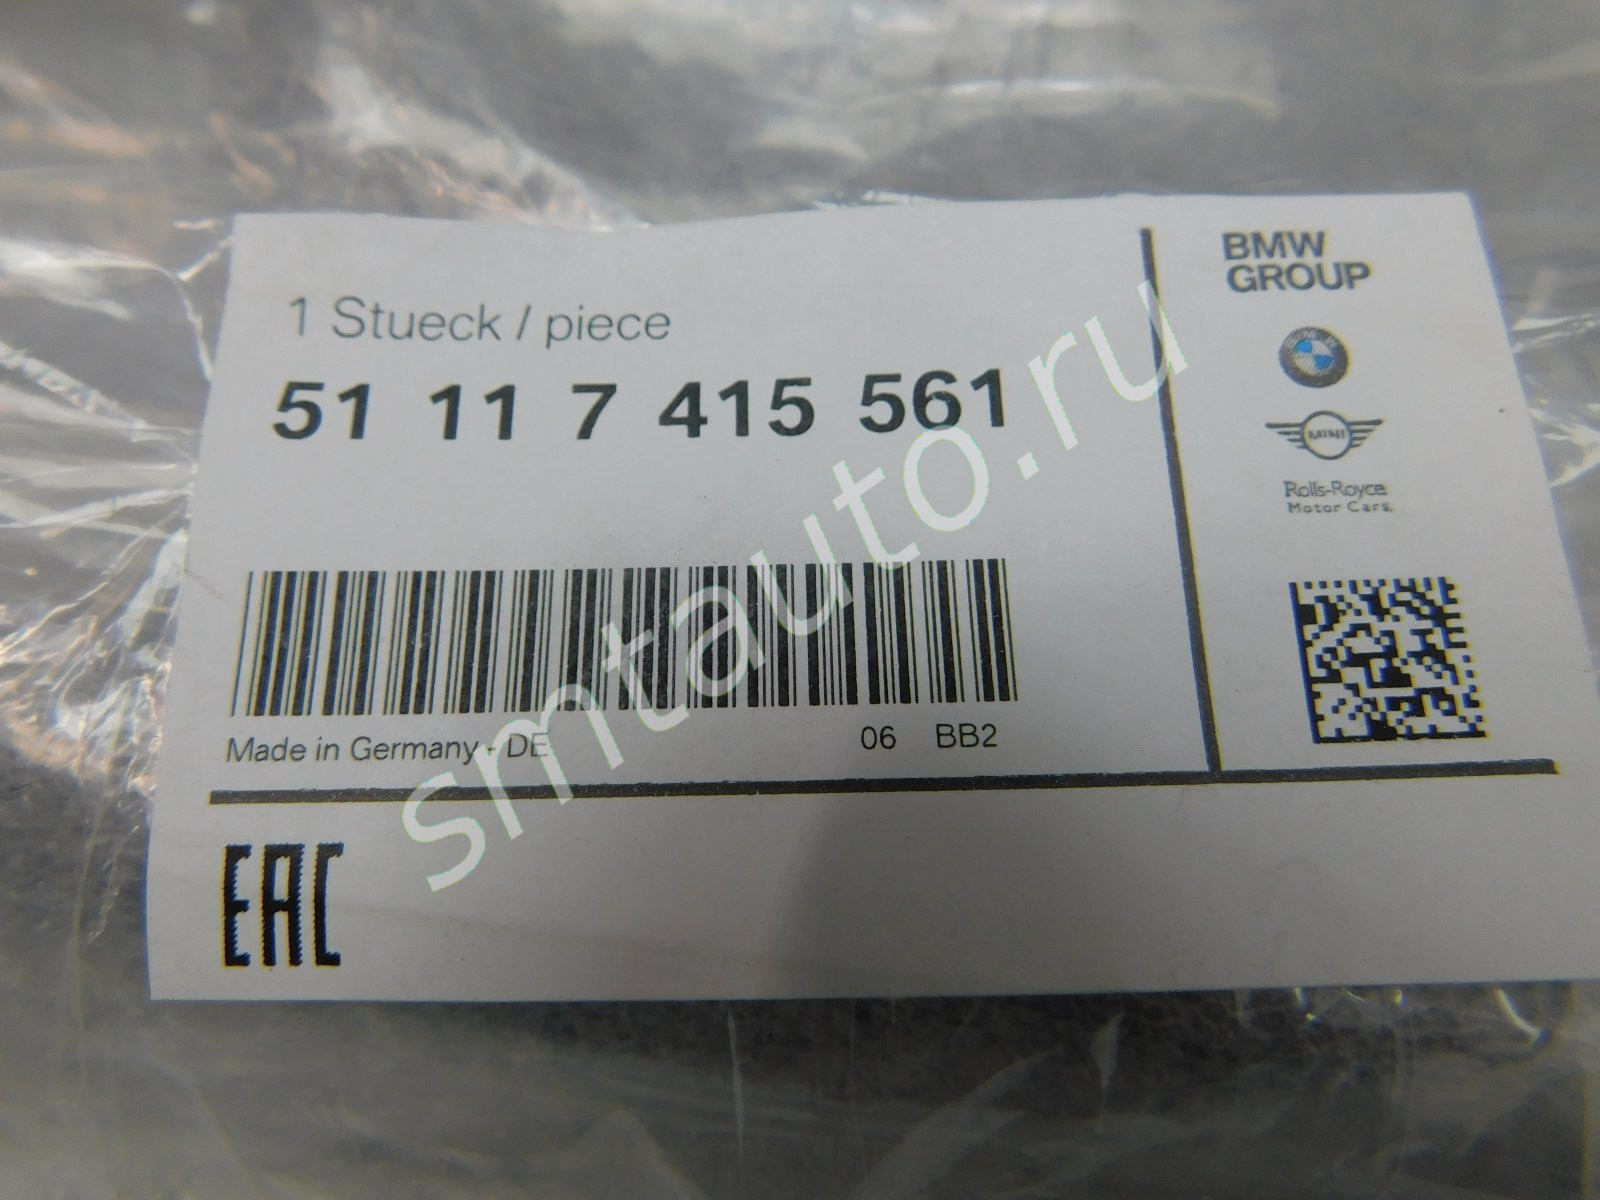 1 Stueck / piece
51 11 7 415 561
Made in Germany - DE
06 BB2
BMW
GROUP
MINI
Rolls-Royce
Motor Cars
EAC
smtauto.ru